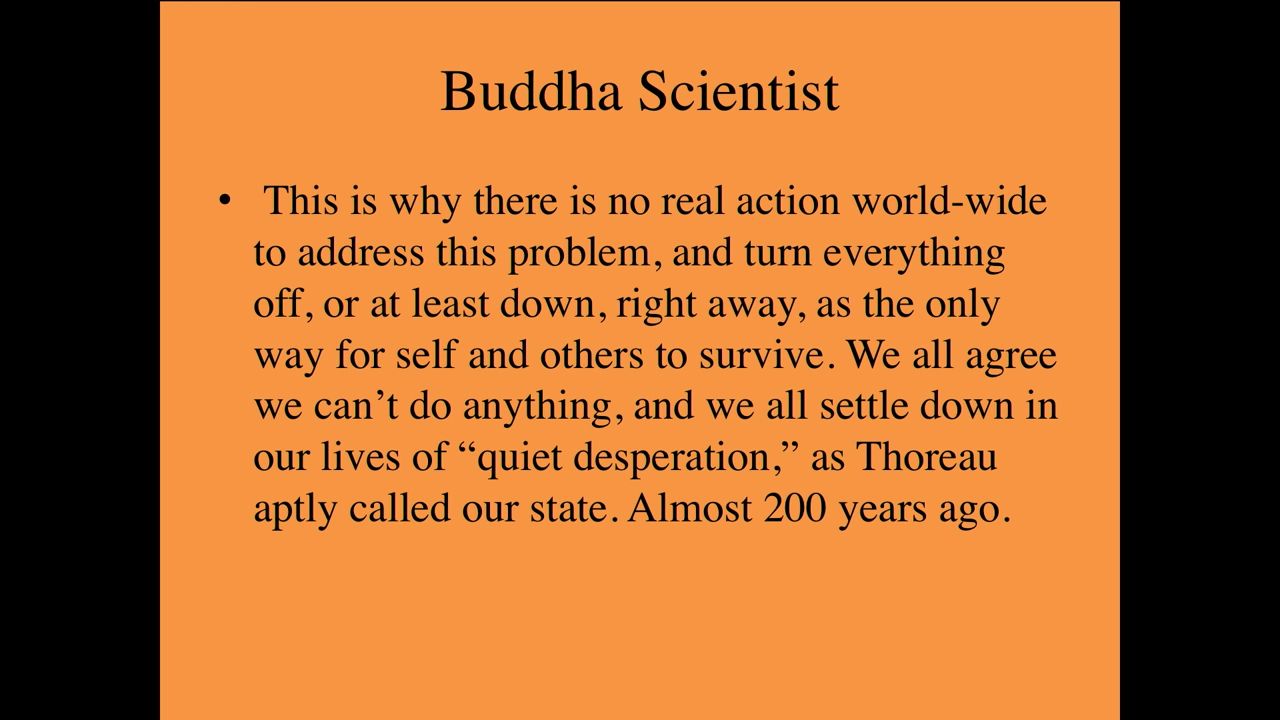 Buddha Scientist
• This is why there is no real action world-wide
to address this problem, and turn everything
off, or at least down, right away, as the only
way for self and others to survive. We all agree
we can’t do anything, and we all settle down in
our lives of “quiet desperation,” as Thoreau
aptly called our state. Almost 200 years ago.